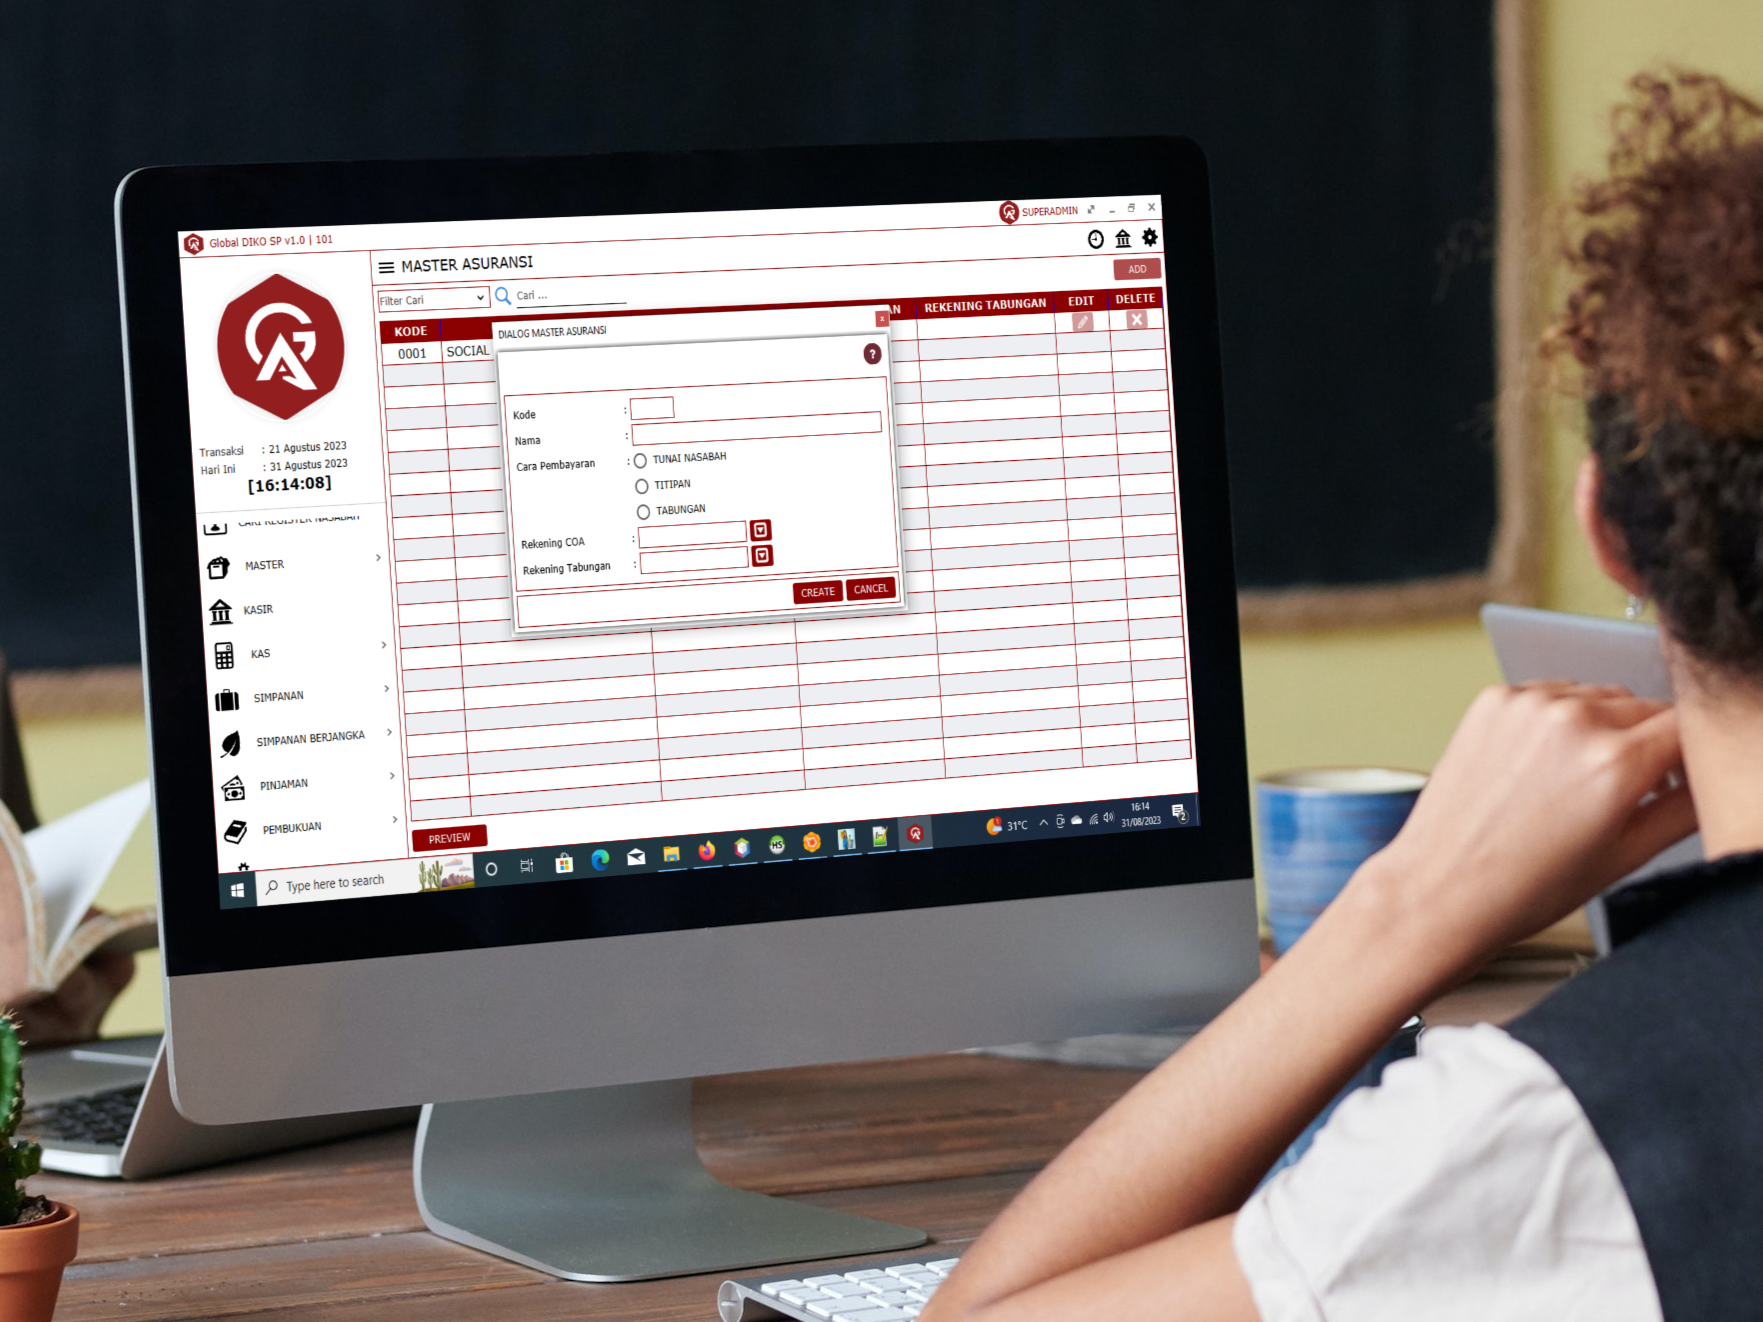 Global DIKO SP v1.0 | 101
SUPERADMIN
MASTER ASURANSI
Filter Cari
Cari ...
ADD
KODE
REKENING TABUNGAN
EDIT
DELETE
0001
SOCIAL
Transaksi : 21 Agustus 2023
Hari Ini : 31 Agustus 2023
[16:14:08]
CARI REGISTER NASABAH
MASTER
KASIR
KAS
SIMPANAN
SIMPANAN BERJANGKA
PINJAMAN
PEMBUKUAN
DIALOG MASTER ASURANSI
x
?
Kode :
Nama :
Cara Pembayaran : TUNAI NASABAH
TITIPAN
TABUNGAN
Rekening COA :
Rekening Tabungan :
CREATE
CANCEL
PREVIEW
Type here to search
HS
31°C
16:14
31/08/2023
2